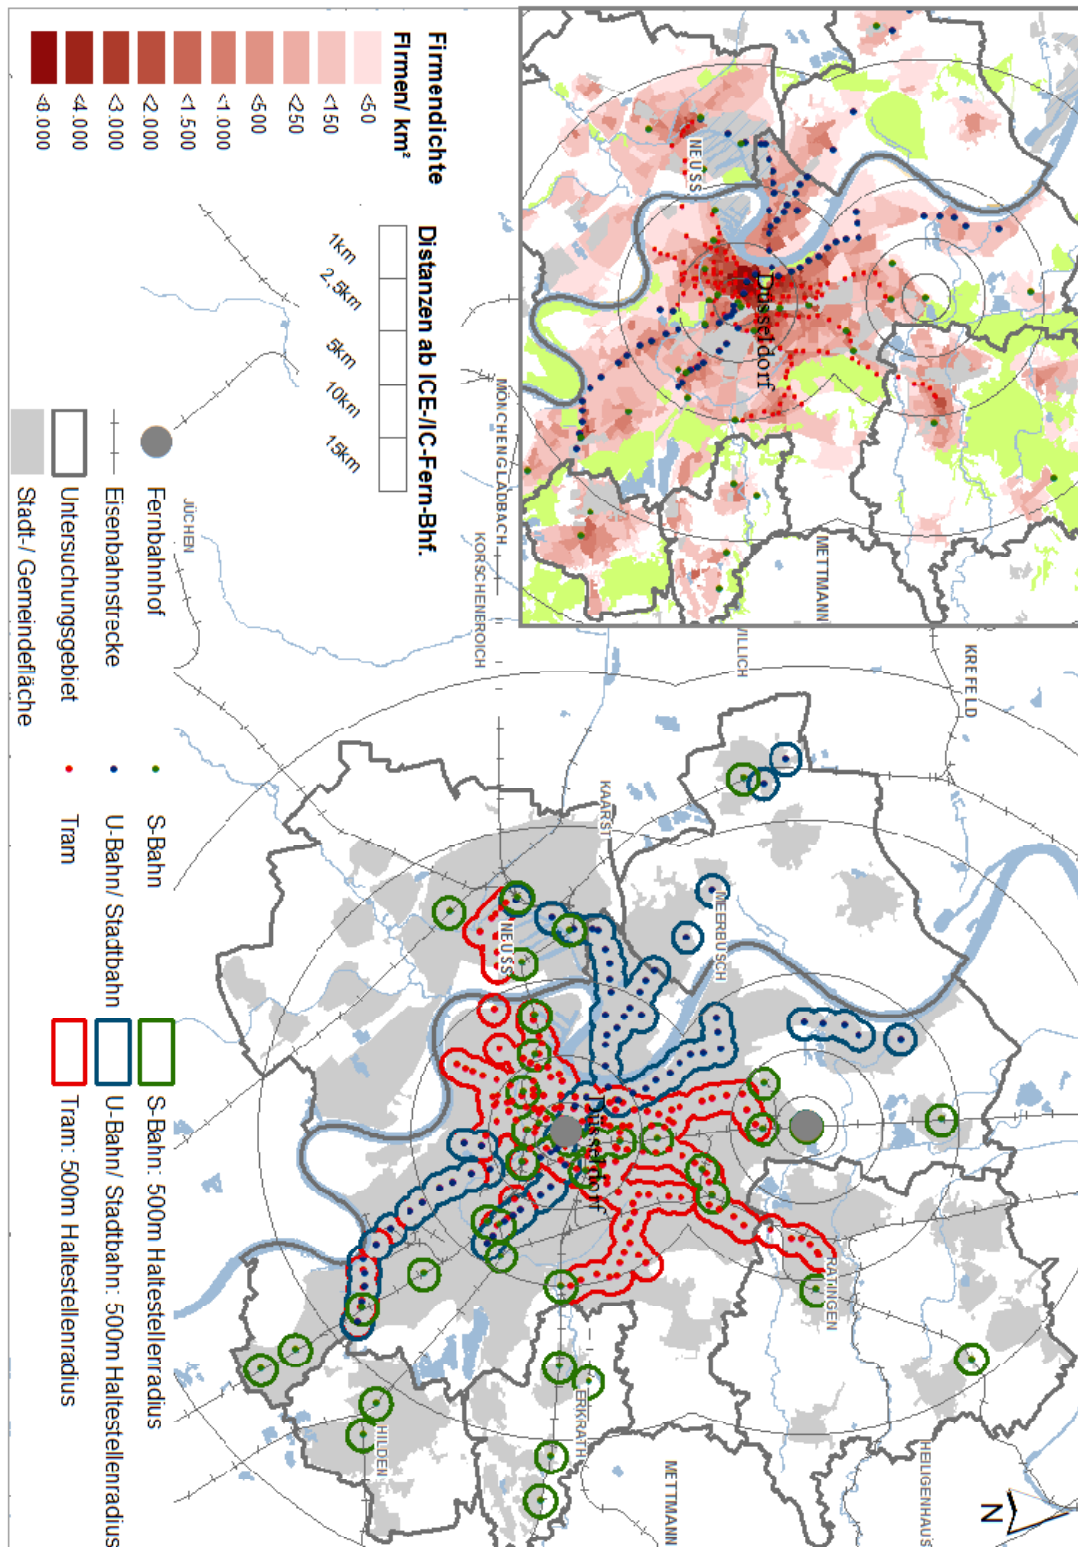 KREFELD
HEILIGENHAUS
N
RATINGEN
MEERBUSCH
WILLICH
METTMANN
METTMANN
KAARST
Düsseldorf
Düsseldorf
ERKRATH
NEUSS
NEUSS
HILDEN
MÖNCHENGLADBACH
KORSCHENBROICH
JÜCHEN
Firmendichte
Firmen/ km²
<50
<150
<250
<500
<1.000
<1.500
<2.000
<3.000
<4.000
<8.000
Distanzen ab ICE-/IC-Fern-Bhf.
1km
2,5km
5km
10km
15km
Fernbahnhof
Eisenbahnstrecke
Untersuchungsgebiet
Stadt-/ Gemeindefläche
S-Bahn
U-Bahn/ Stadtbahn
Tram
S-Bahn: 500m Haltestellenradius
U-Bahn/ Stadtbahn: 500m Haltestellenradius
Tram: 500m Haltestellenradius